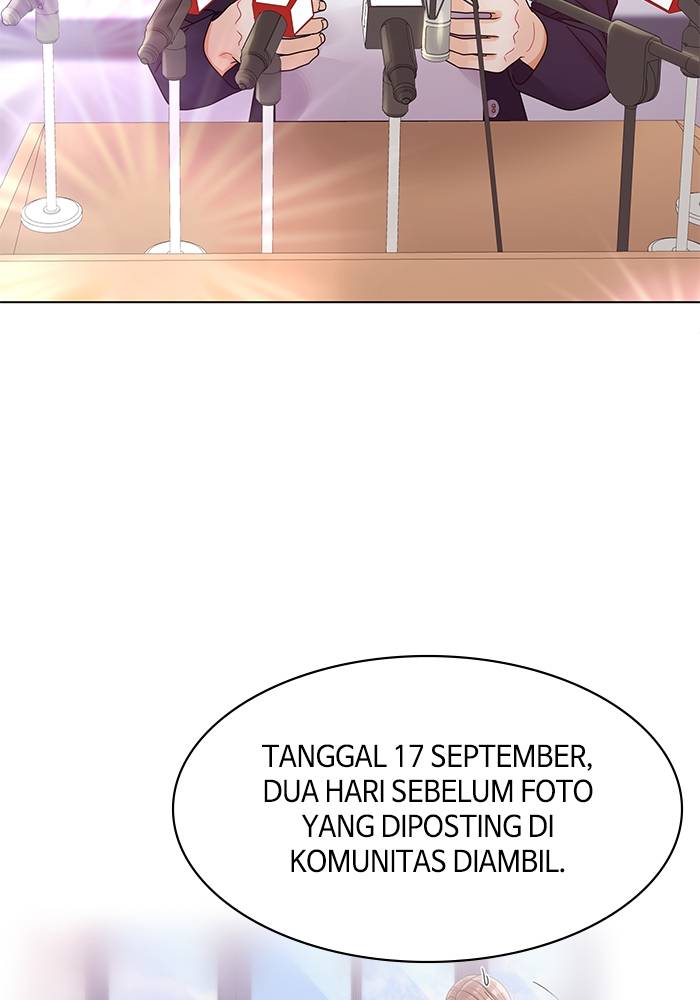 TANGGAL 17 SEPTEMBER,
DUA HARI SEBELUM FOTO
YANG DIPOSTING DI
KOMUNITAS DIAMBIL.